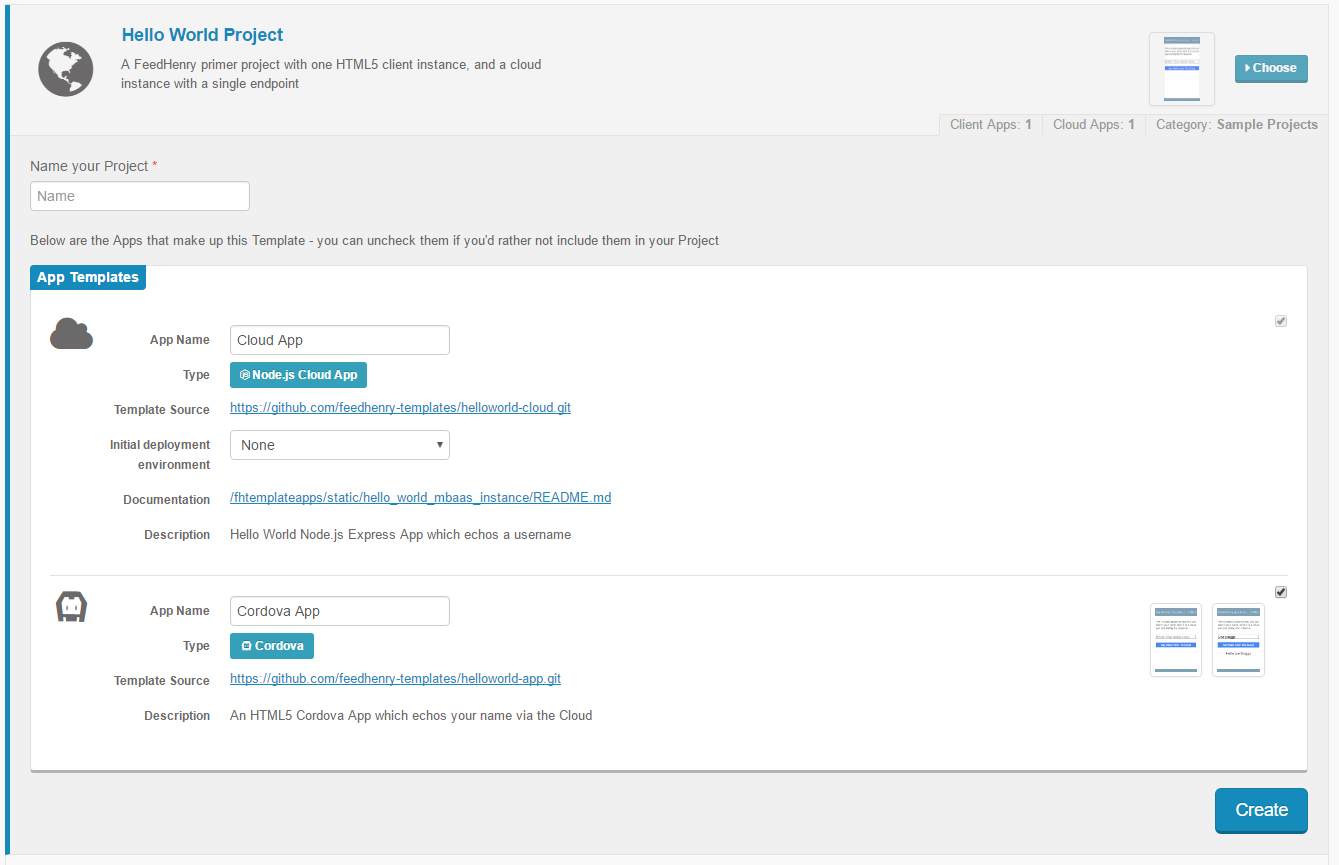 Hello World Project
A FeedHenry primer project with one HTML5 client instance, and a cloud
instance with a single endpoint
Choose
Client Apps: 1 Cloud Apps: 1 Category: Sample Projects
Name your Project *
Name
Below are the Apps that make up this Template - you can uncheck them if you'd rather not include them in your Project
App Templates
App Name Cloud App
Type Node.js Cloud App
Template Source https://github.com/feedhenry-templates/helloworld-cloud.git
Initial deployment
environment
None
Documentation /fhtemplateapps/static/hello_world_mbaas_instance/README.md
Description Hello World Node.js Express App which echos a username
App Name Cordova App
Type Cordova
Template Source https://github.com/feedhenry-templates/helloworld-app.git
Description An HTML5 Cordova App which echos your name via the Cloud
Create